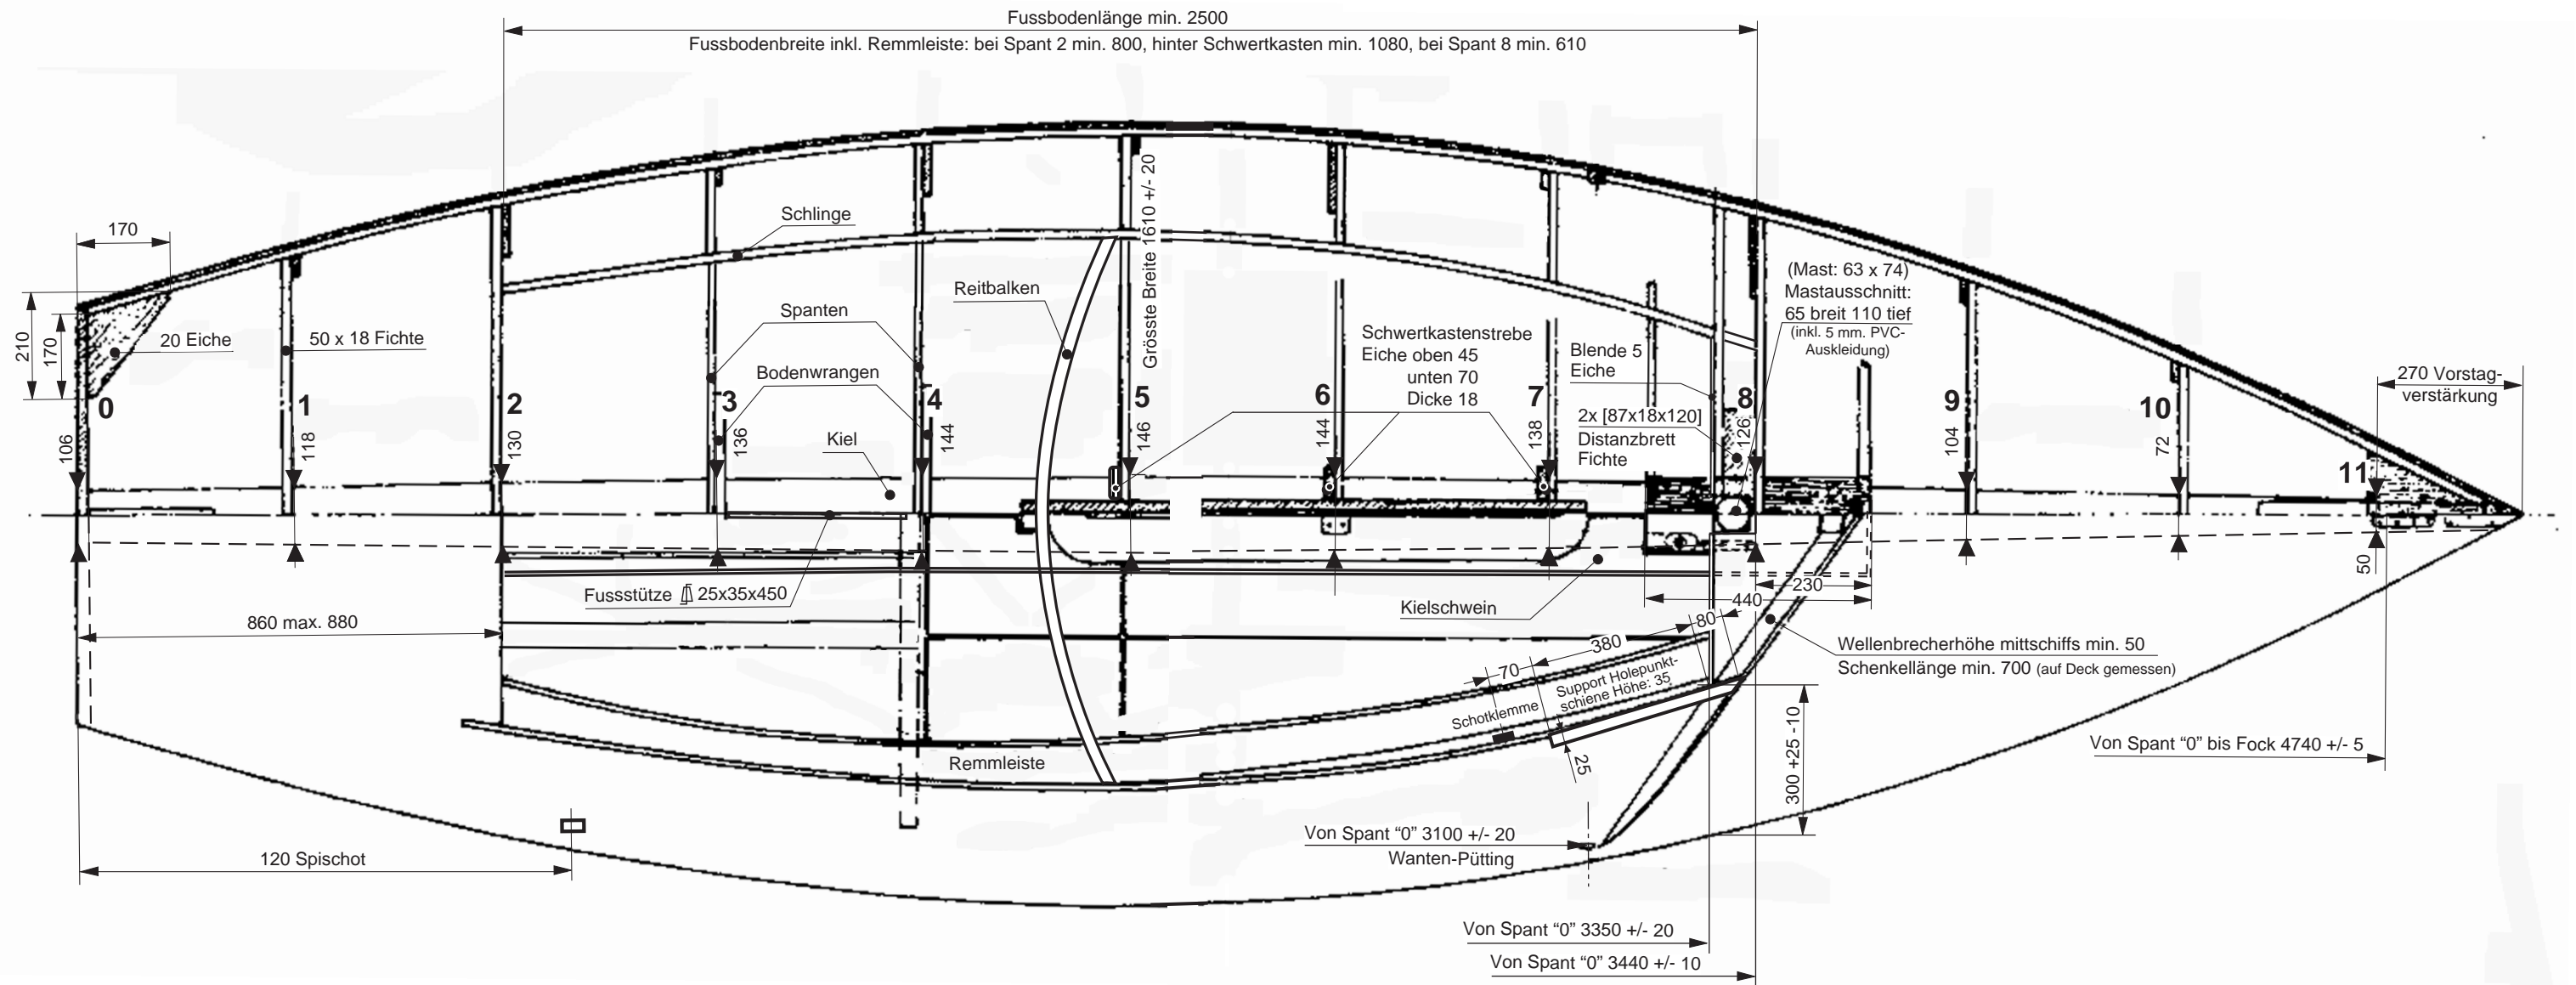 Fussbodenlänge min. 2500
Fussbodenbreite inkl. Remmleiste: bei Spant 2 min. 800, hinter Schwertkasten min. 1080, bei Spant 8 min. 610
170
210
170
20 Eiche
50 x 18 Fichte
Schlinge
Spanten
Bodenwrangen
Kiel
Reitbalken
Grösste Breite 1610 +/- 20
Schwertkastenstrebe
Eiche oben 45
unten 70
Dicke 18
Blende 5
Eiche
2x [87x18x120]
Distanzbrett
Fichte
(Mast: 63 x 74)
Mastausschnitt:
65 breit 110 tief
(inkl. 5 mm. PVC-
Auskleidung)
270 Vorstag-
verstärkung
0
1
2
3
4
5
6
7
8
9
10
11
106
118
130
136
144
146
144
138
126
104
72
50
Fussstütze 25x35x450
860 max. 880
Kielschwein
230
440
80
380
70
Support Holepunkt-
schiene Höhe: 35
Schotklemme
25
Wellenbrecherhöhe mittschiffs min. 50
Schenkellänge min. 700 (auf Deck gemessen)
300 +25 - 10
Remmleiste
Von Spant “0” bis Fock 4740 +/- 5
120 Spischot
Von Spant “0” 3100 +/- 20
Wanten-Pütting
Von Spant “0” 3350 +/- 20
Von Spant “0” 3440 +/- 10